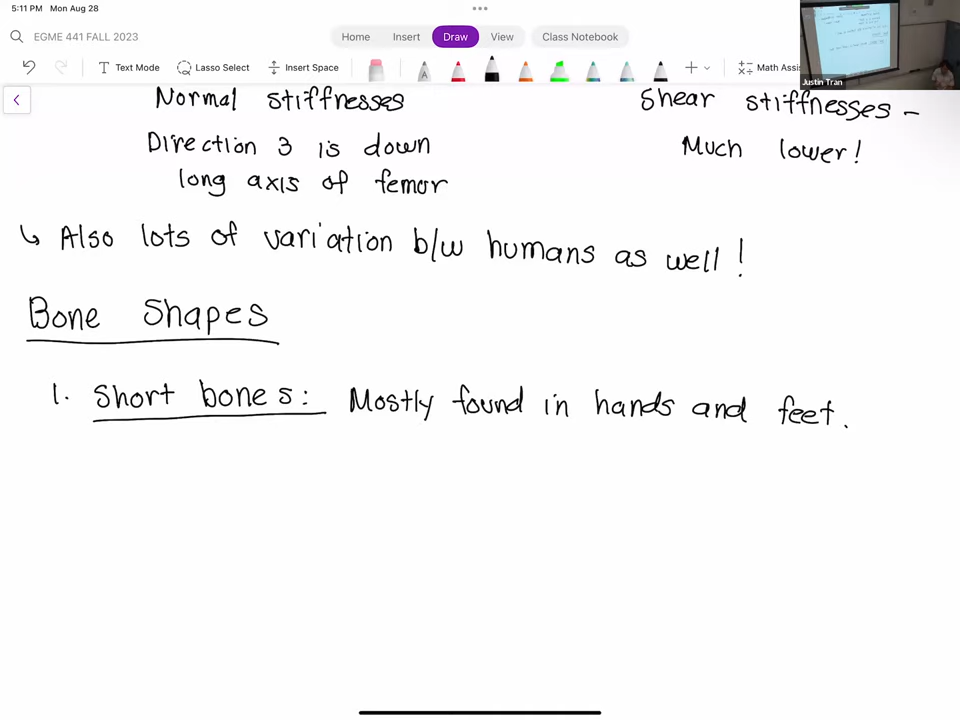 5:11 PM Mon Aug 28
EGME 441 FALL 2023
Home Insert Draw View Class Notebook
Text Mode Lasso Select Insert Space Math Assis
Justin Tran
Normal stiffnesses
Shear stiffnesses -
Direction 3 is down
long axis of femur
Much lower!
↳ Also lots of variation b/w humans as well!
Bone Shapes
1. Short bones: Mostly found in hands and feet.